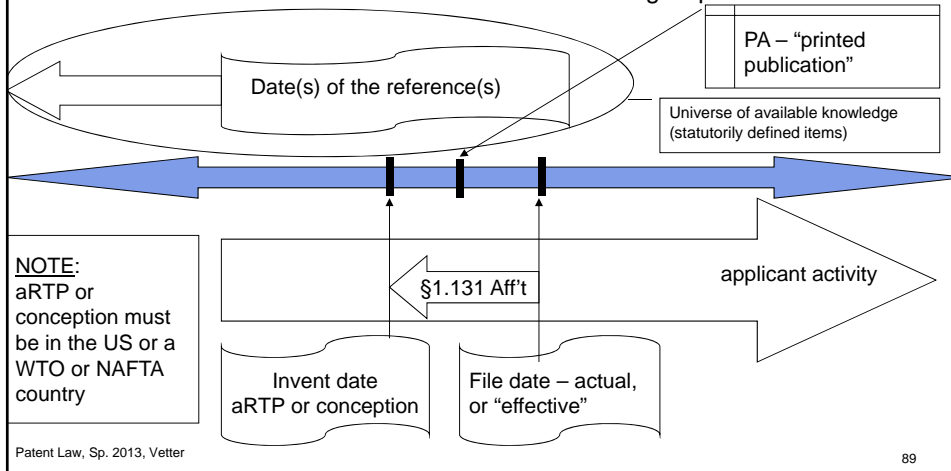 PA – “printed
publication”
Date(s) of the reference(s)
Universe of available knowledge
(statutorily defined items)
NOTE:
aRTP or
conception must
be in the US or a
WTO or NAFTA
country
§1.131 Aff’t
applicant activity
Invent date
aRTP or conception
File date – actual,
or “effective”
Patent Law, Sp. 2013, Vetter
89